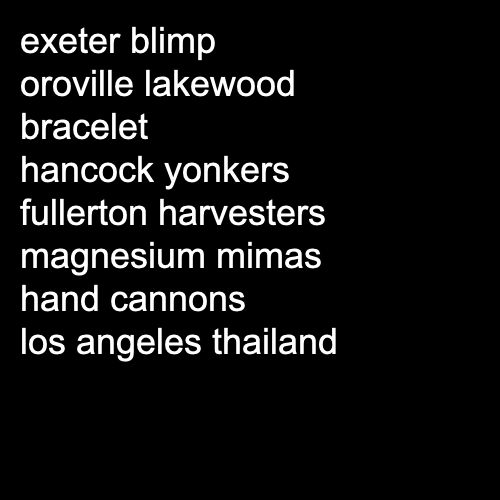 exeter blimp
oroville lakewood
bracelet
hancock yonkers
fullerton harvesters
magnesium mimas
hand cannons
los angeles thailand